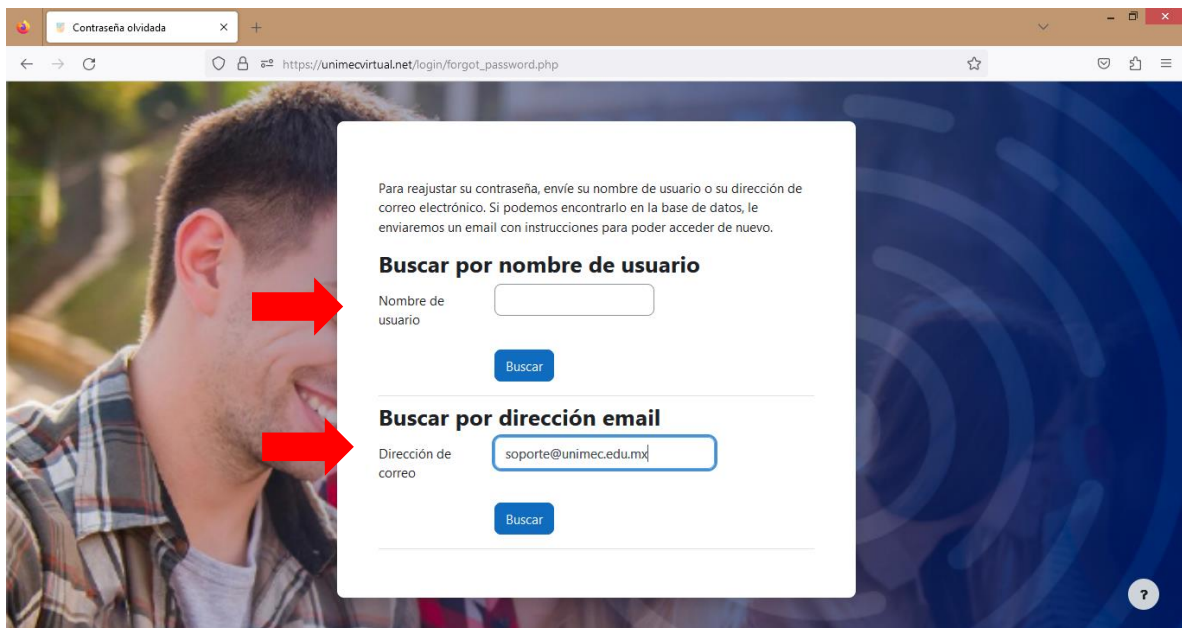 Contraseña olvidada
https://unimecvirtual.net/login/forgot_password.php
Para reajustar su contraseña, envíe su nombre de usuario o su dirección de
correo electrónico. Si podemos encontrarlo en la base de datos, le
enviaremos un email con instrucciones para poder acceder de nuevo.
Buscar por nombre de usuario
Nombre de
usuario
Buscar
Buscar por dirección email
Dirección de
correo
soporte@unimec.edu.mx
Buscar
?